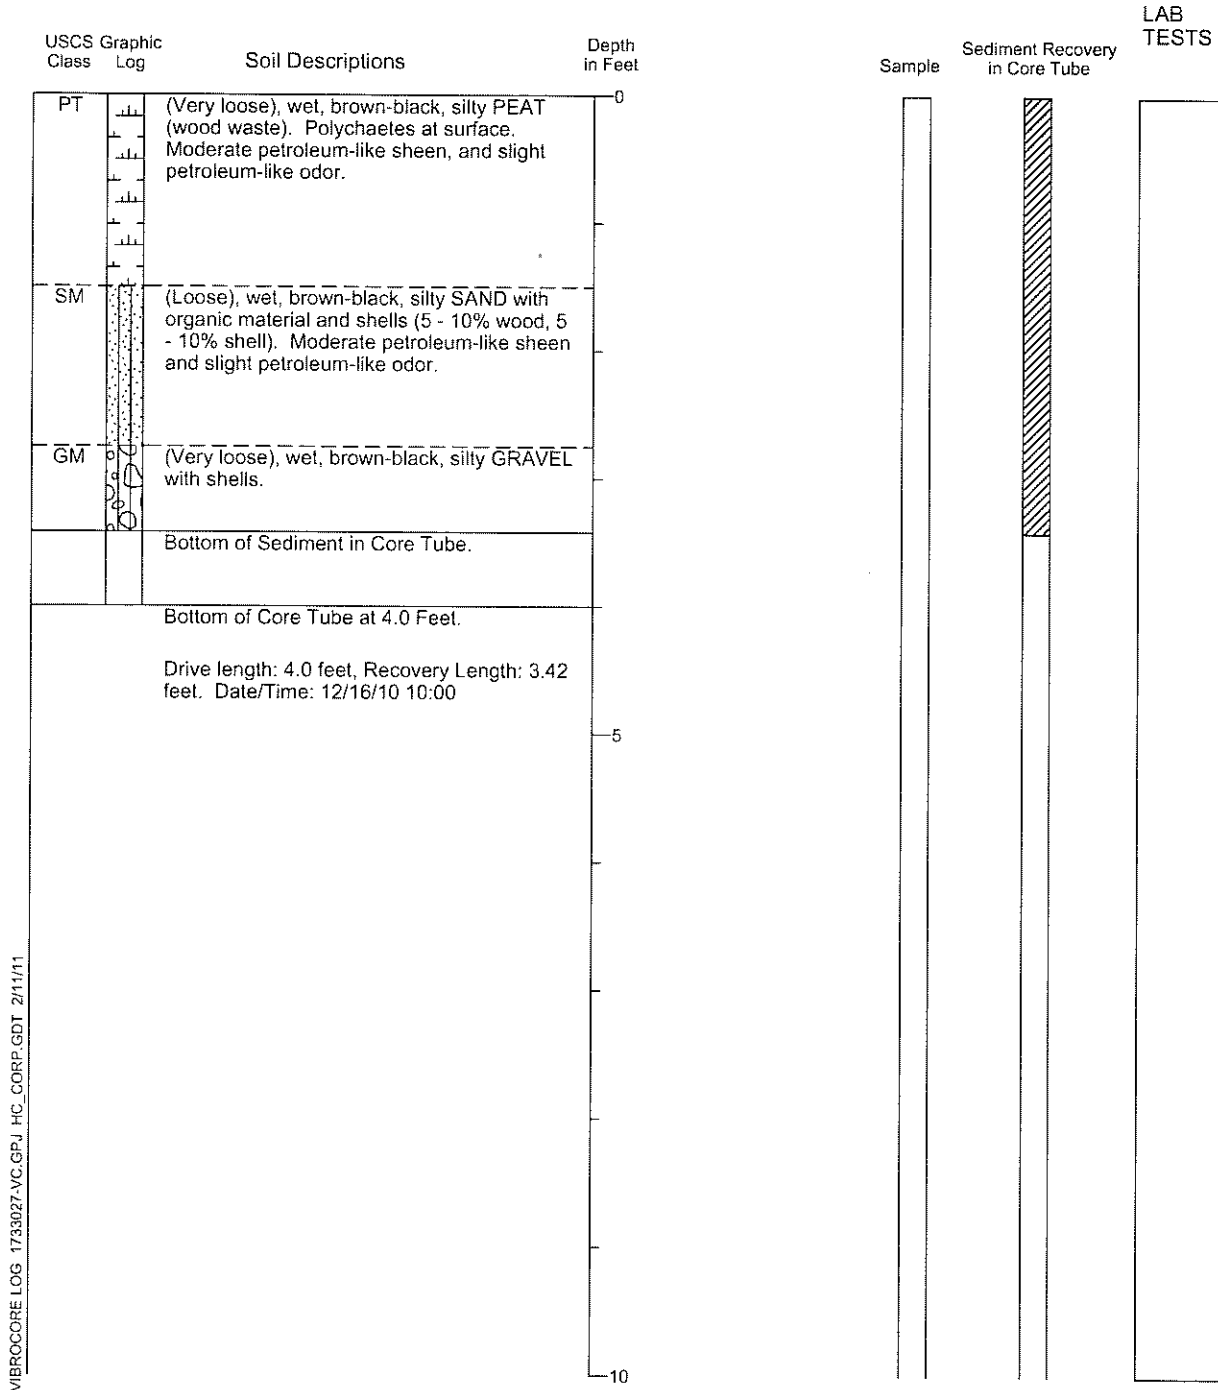 LAB
TESTS
USCS Graphic
Class Log
Soil Descriptions
Depth
in Feet
Sample
Sediment Recovery
in Core Tube
0
PT
(Very loose), wet, brown-black, silty PEAT
(wood waste). Polychaetes at surface.
Moderate petroleum-like sheen, and slight
petroleum-like odor.
SM
(Loose), wet, brown-black, silty SAND with
organic material and shells (5 - 10% wood, 5
- 10% shell). Moderate petroleum-like sheen
and slight petroleum-like odor.
GM
(Very loose), wet, brown-black, silty GRAVEL
with shells.
Bottom of Sediment in Core Tube.
Bottom of Core Tube at 4.0 Feet.
Drive length: 4.0 feet, Recovery Length: 3.42
feet. Date/Time: 12/16/10 10:00
5
10
VIBROCORE LOG 1733027-VC.GPJ HC_CORP.GDT 2/11/11